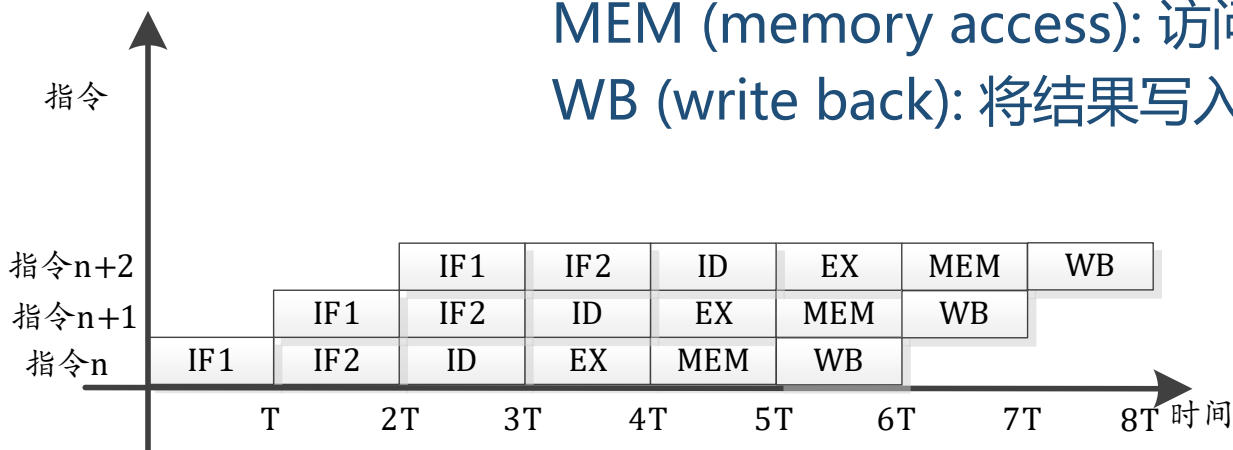 MEM (memory access): 访问
WB (write back): 将结果写入
指令
指令n+2 IF1 IF2 ID EX MEM WB
指令n+1 IF1 IF2 ID EX MEM WB
指令n IF1 IF2 ID EX MEM WB
T 2T 3T 4T 5T 6T 7T 8T 时间